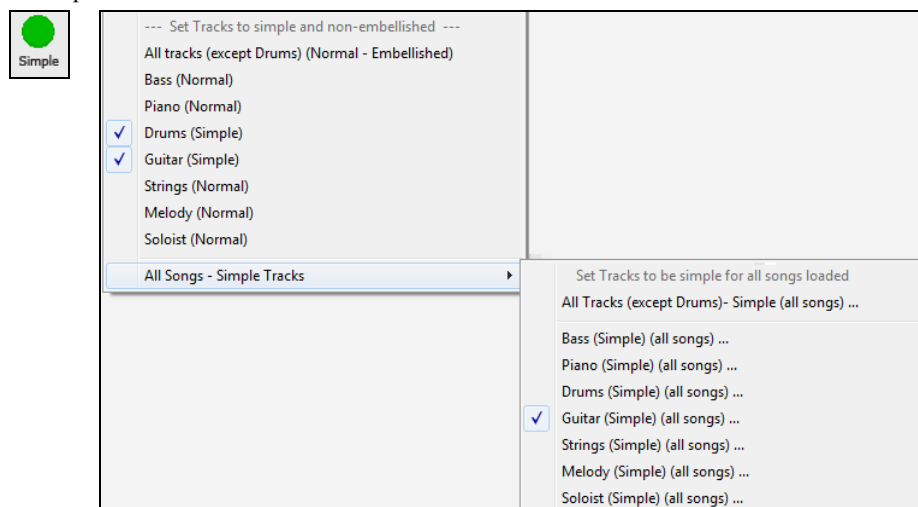 Simple
--- Set Tracks to simple and non-embellished ---
All tracks (except Drums) (Normal - Embellished)
Bass (Normal)
Piano (Normal)
Drums (Simple)
Guitar (Simple)
Strings (Normal)
Melody (Normal)
Soloist (Normal)
All Songs - Simple Tracks
Set Tracks to be simple for all songs loaded
All Tracks (except Drums)- Simple (all songs) ...
Bass (Simple) (all songs) ...
Piano (Simple) (all songs) ...
Drums (Simple) (all songs) ...
Guitar (Simple) (all songs) ...
Strings (Simple) (all songs) ...
Melody (Simple) (all songs) ...
Soloist (Simple) (all songs) ...